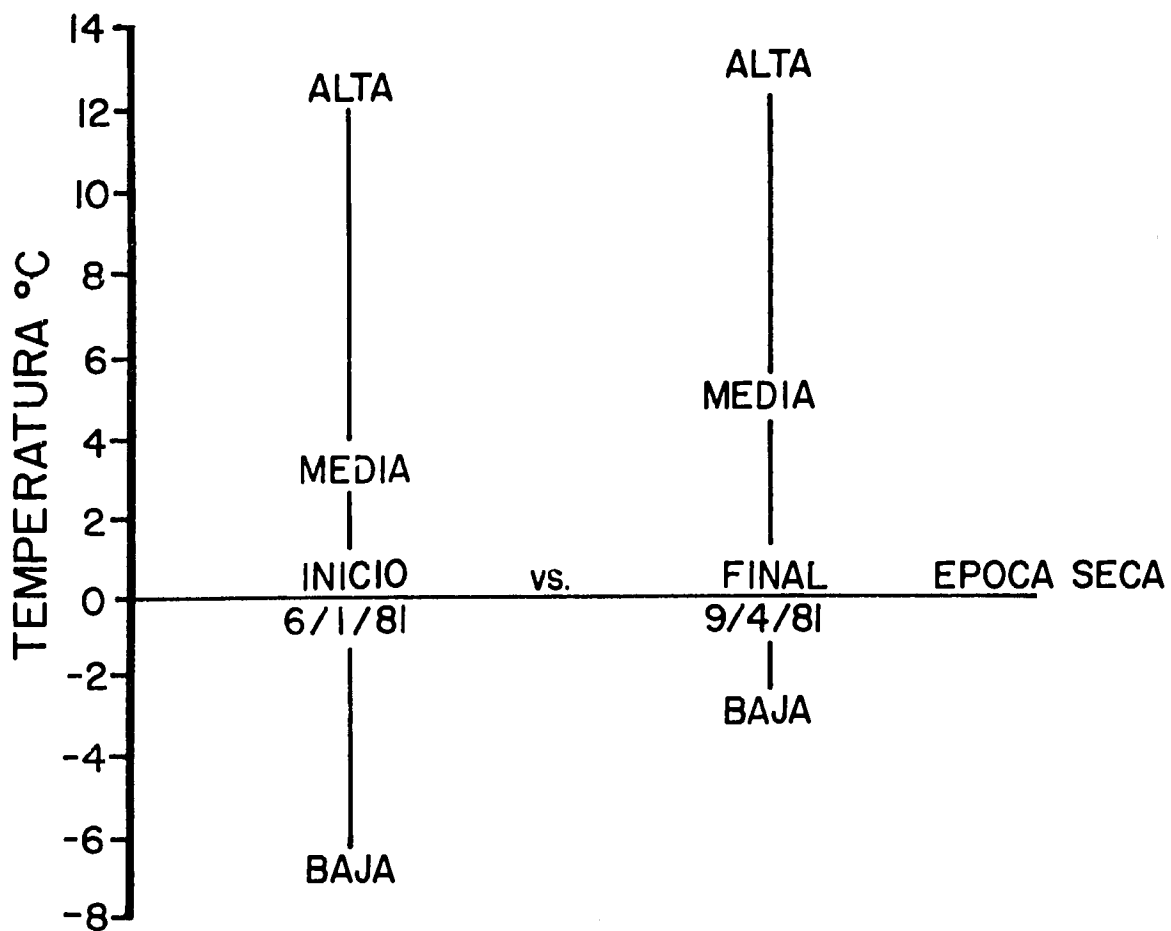 14
ALTA
ALTA
12
10
8
6
MEDIA
4
MEDIA
2
INICIO vs. FINAL EPOCA SECA
0
6/1/81 9/4/81
-2
BAJA
-4
-6
BAJA
-8
TEMPERATURA °C